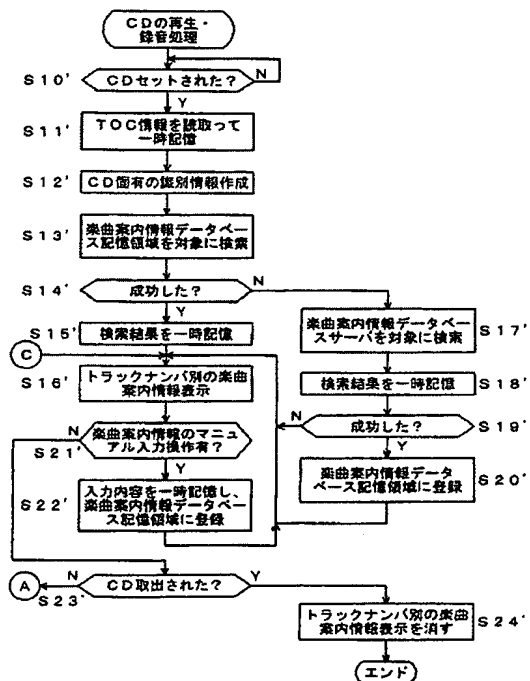 CDの再生・
録音処理
S10'
CDセットされた?
N
Y
S11'
TOC情報を読取って
一時記憶
S12'
CD固有の識別情報作成
S13'
楽曲案内情報データベー
ス記憶領域を対象に検索
S14'
成功した?
N
Y
S15'
検索結果を一時記憶
C
S16'
トラックナンバ別の楽曲
案内情報表示
楽曲案内情報データベー
スサーバを対象に検索
S17'
検索結果を一時記憶
S18'
N
成功した?
S19'
Y
楽曲案内情報データ
ベース記憶領域に登録
S20'
N
S21'
楽曲案内情報のマニュ
アル入力操作有?
Y
S22'
入力内容を一時記憶し、
楽曲案内情報データベー
ス記憶領域に登録
A
N
S23'
CD取出された?
Y
トラックナンバ別の楽曲
案内情報表示を消す
S24'
エンド